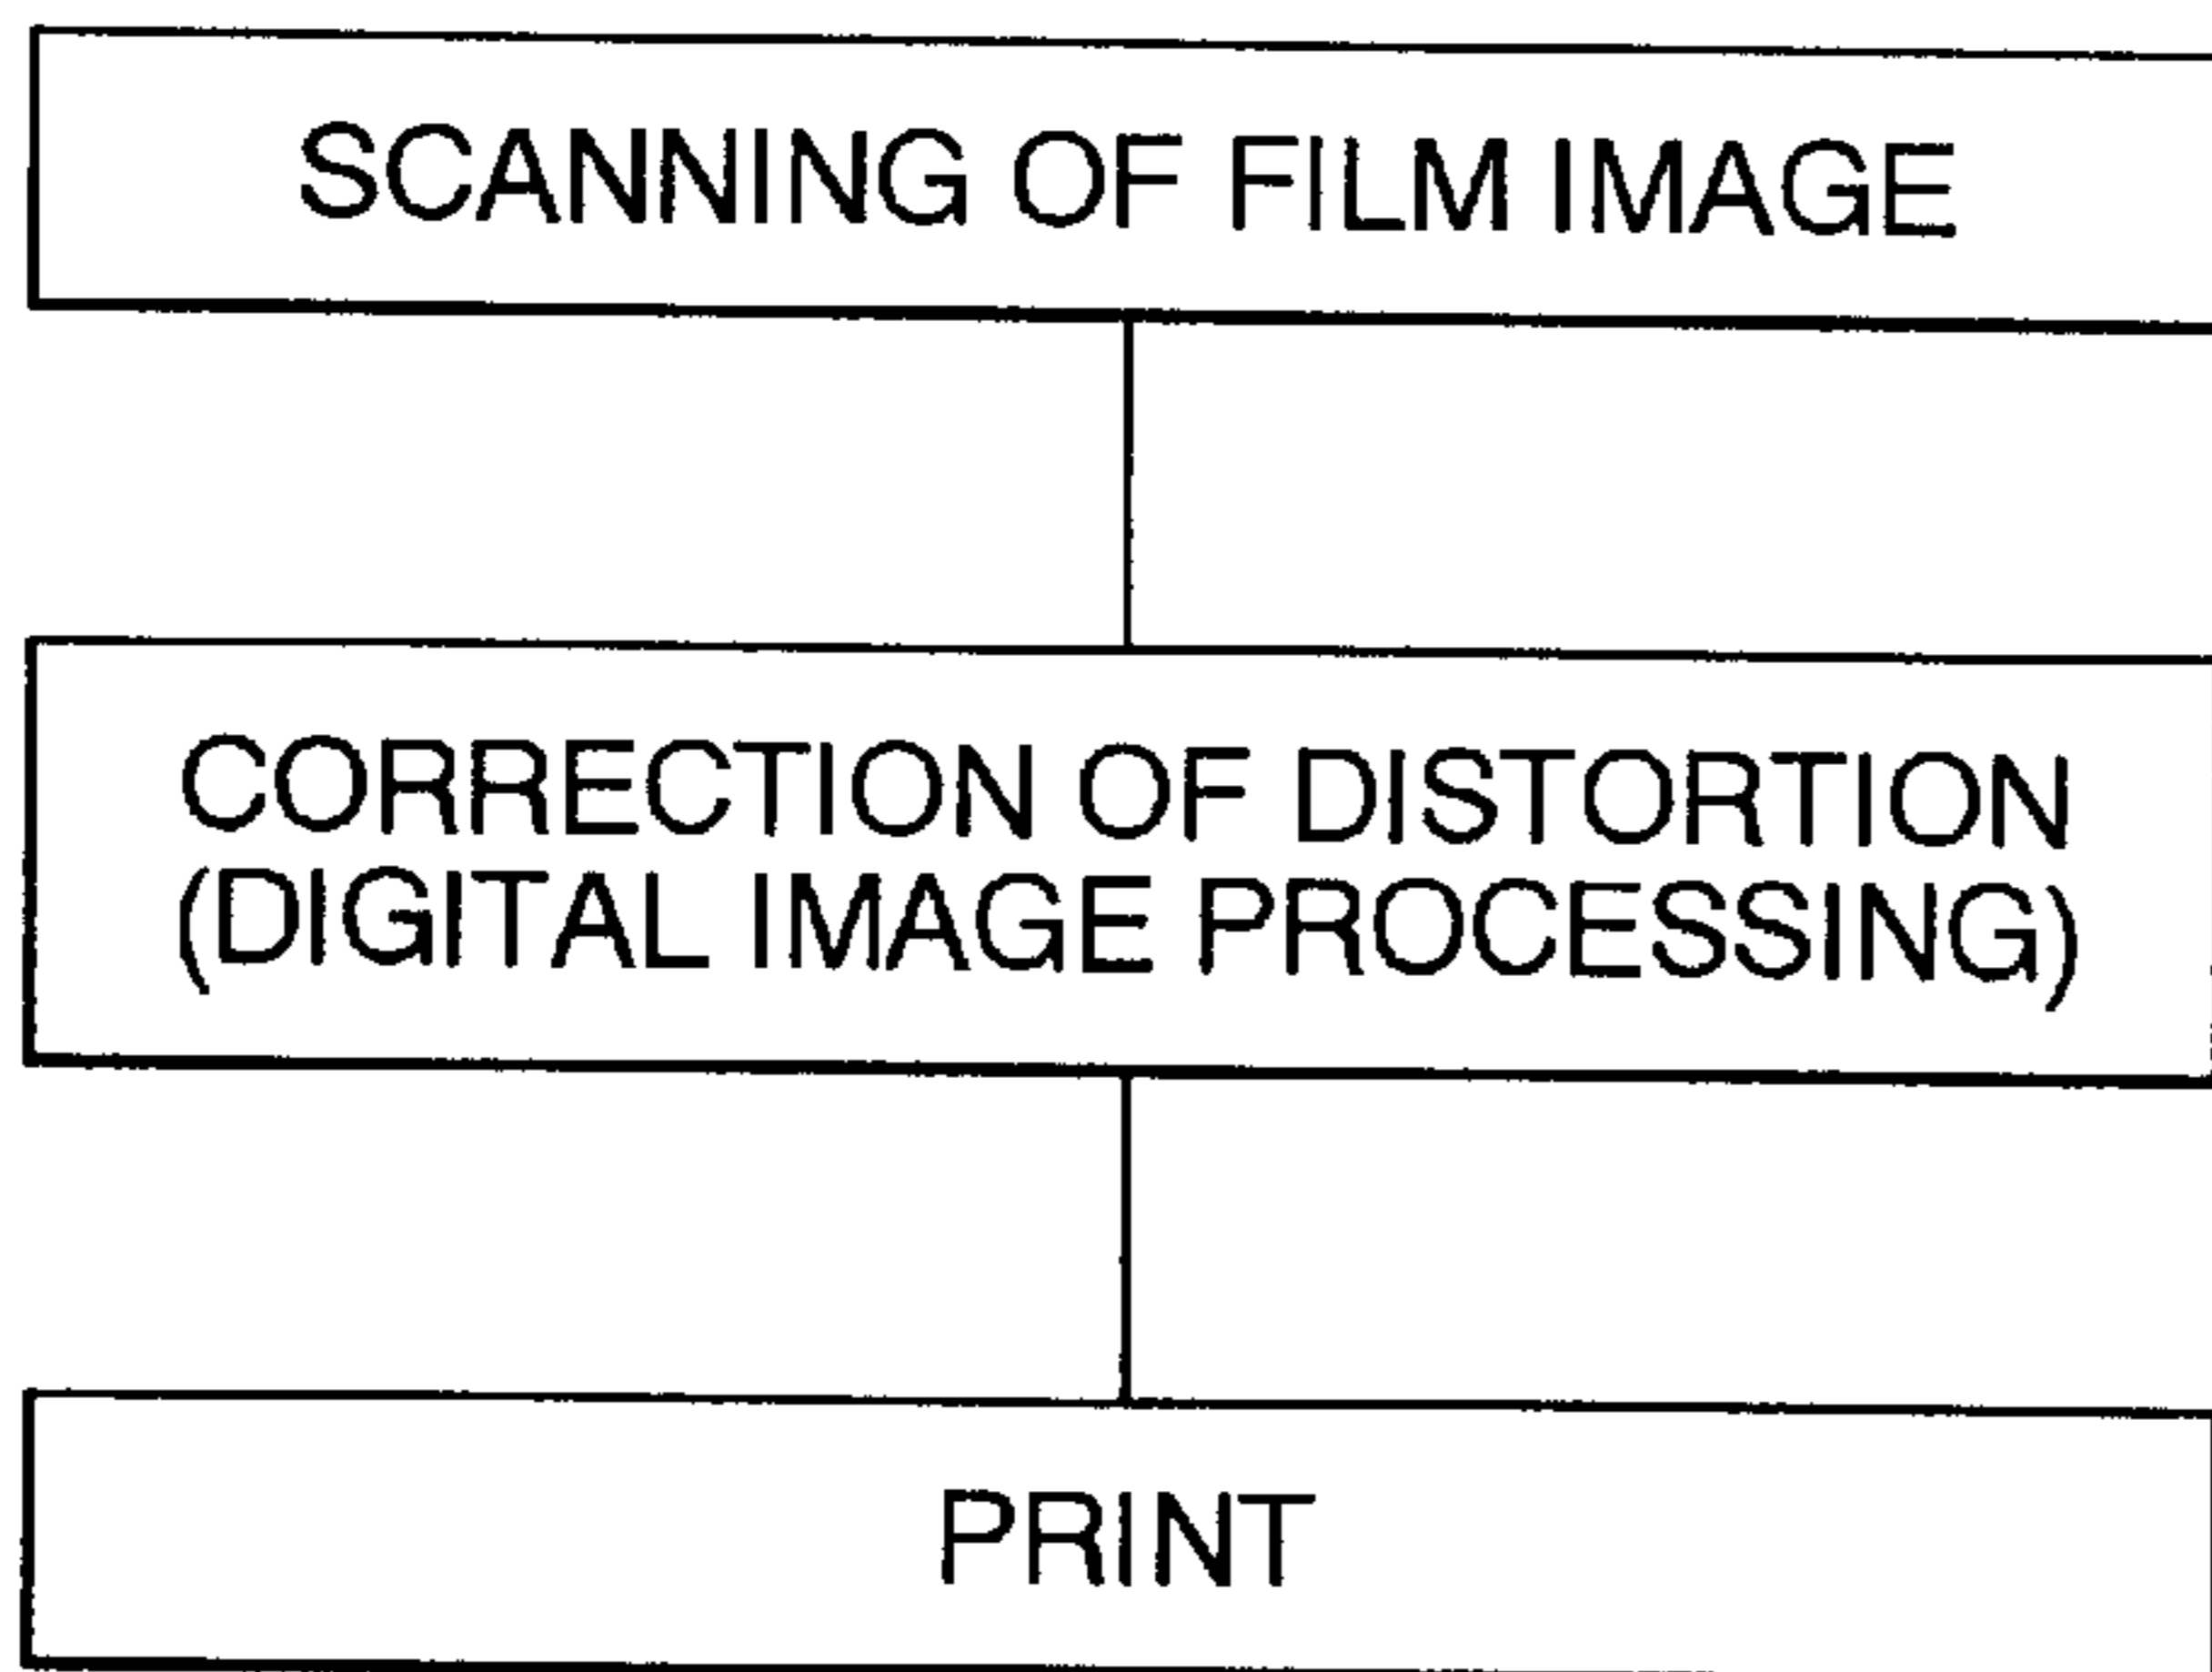 SCANNING OF FILM IMAGE
CORRECTION OF DISTORTION
(DIGITAL IMAGE PROCESSING)
PRINT